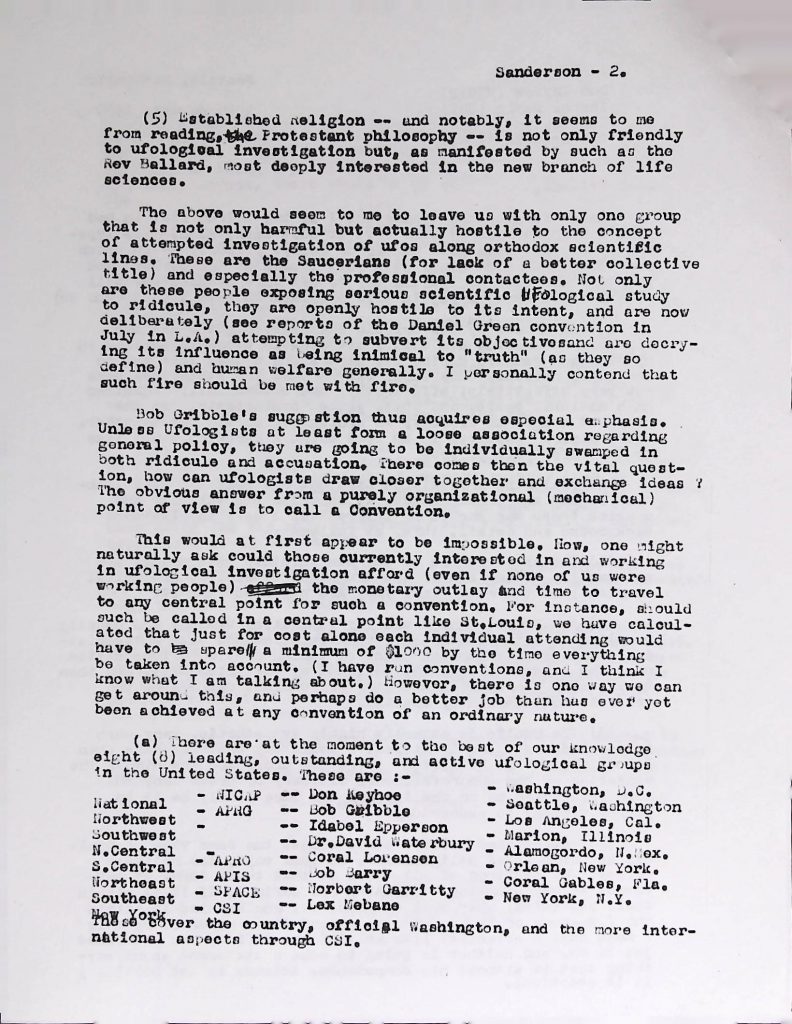 Sanderson - 2.
(5) Established Religion -- and notably, it seems to me
from reading, the Protestant philosophy -- is not only friendly
to ufological investigation but, as manifested by such as the
Rev Ballard, most deeply interested in the new branch of life
sciences.
The above would seem to me to leave us with only one group
that is not only harmful but actually hostile to the concept
of attempted investigation of ufos along orthodox scientific
lines. These are the Saucerians (for lack of a better collective
title) and especially the professional contactees. Not only
are these people exposing serious scientific UFological study
to ridicule, they are openly hostile to its intent, and are now
deliberately (see reports of the Daniel Green convention in
July in L.A.) attempting to subvert its objectivesand are decry-
ing its influence as being inimical to "truth" (as they so
define) and human welfare generally. I personally contend that
such fire should be met with fire.
Bob Gribble's suggestion thus acquires especial emphasis.
Unless Ufologists at least form a loose association regarding
general policy, they are going to be individually swamped in
both ridicule and accusation. There comes then the vital quest-
ion, how can ufologists draw closer together and exchange ideas ?
The obvious answer from a purely organizational (mechanical)
point of view is to call a Convention.
This would at first appear to be impossible. How, one might
naturally ask could those currently interested in and working
in ufological investigation afford (even if none of us were
working people) the monetary outlay and time to travel
to any central point for such a convention. For instance, should
such be called in a central point like St.Louis, we have calcul-
ated that just for cost alone each individual attending would
have to spare a minimum of $1000 by the time everything
be taken into account. (I have run conventions, and I think I
know what I am talking about.) However, there is one way we can
get around this, and perhaps do a better job than has ever yet
been achieved at any convention of an ordinary nature.
(a) There are at the moment to the best of our knowledge
eight (8) leading, outstanding, and active ufological groups
in the United States. These are :-
National - NICAP -- Don Keyhoe - Washington, D.C.
Northwest - APRG -- Bob Gribble - Seattle, Washington
Southwest - -- Idabel Epperson - Los Angeles, Cal.
N.Central - -- Dr.David Waterbury - Marion, Illinois
S.Central - APRO -- Coral Lorenson - Alamogordo, N.Mex.
Northeast - APIS -- Bob Barry - Orlean, New York.
Southeast - SPACE -- Norbert Garritty - Coral Gables, Fla.
New York - CSI -- Lex Mebane - New York, N.Y.
These cover the country, official Washington, and the more inter-
national aspects through CSI.